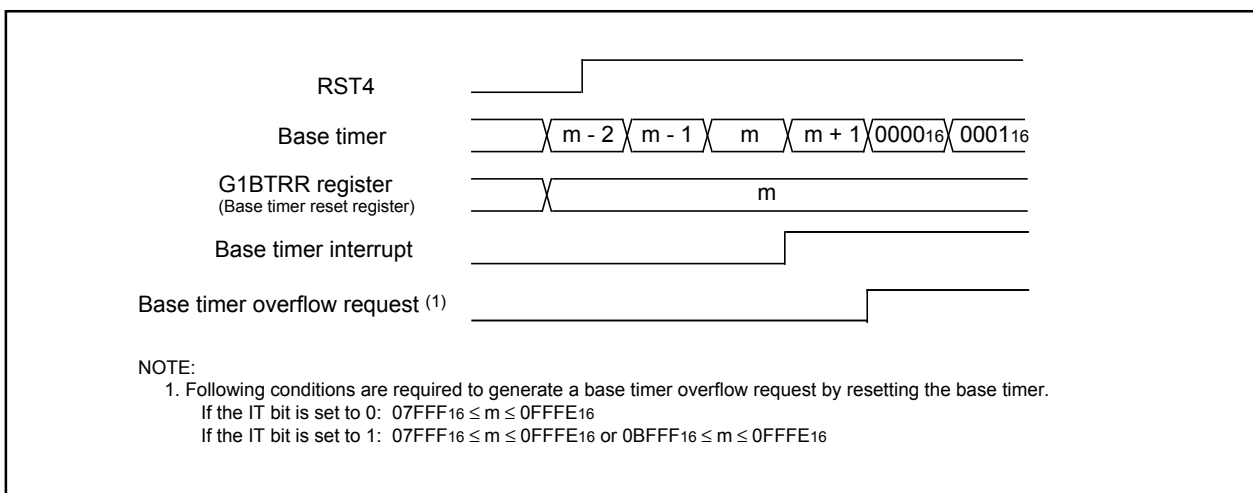 RST4
Base timer
m - 2 m - 1 m m + 1 000016 000116
G1BTRR register
(Base timer reset register)
m
Base timer interrupt
Base timer overflow request (1)
NOTE:
1. Following conditions are required to generate a base timer overflow request by resetting the base timer.
If the IT bit is set to 0: 07FFF16 ≤ m ≤ 0FFFE16
If the IT bit is set to 1: 07FFF16 ≤ m ≤ 0FFFE16 or 0BFFF16 ≤ m ≤ 0FFFE16